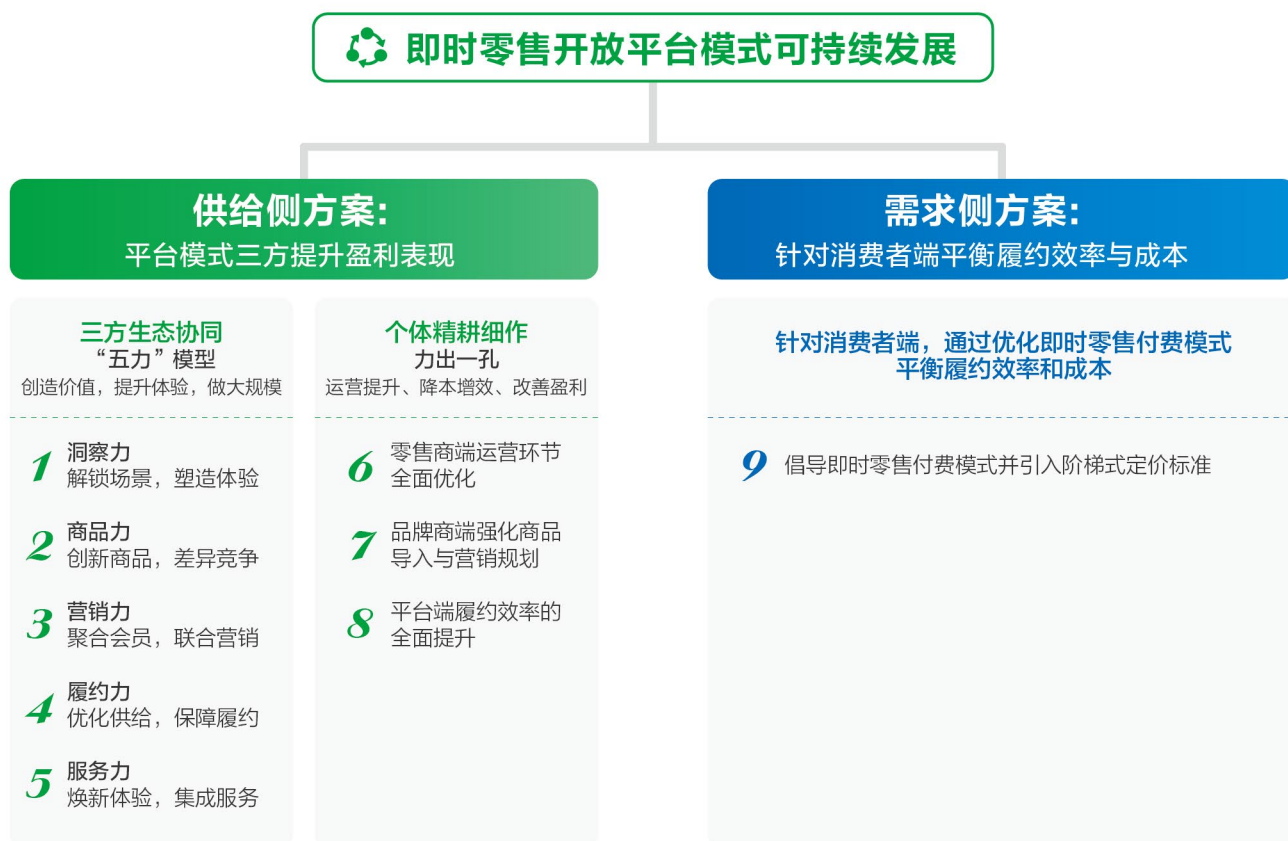 即时零售开放平台模式可持续发展
供给侧方案:
平台模式三方提升盈利表现
三方生态协同
“五力”模型
创造价值，提升体验，做大规模
1
洞察力
解锁场景，塑造体验
2
商品力
创新商品，差异竞争
3
营销力
聚合会员，联合营销
4
履约力
优化供给，保障履约
5
服务力
焕新体验，集成服务
个体精耕细作
力出一孔
运营提升、降本增效、改善盈利
6
零售商端运营环节
全面优化
7
品牌商端强化商品
导入与营销规划
8
平台端履约效率的
全面提升
需求侧方案:
针对消费者端平衡履约效率与成本
针对消费者端，通过优化即时零售付费模式
平衡履约效率和成本
9
倡导即时零售付费模式并引入阶梯式定价标准